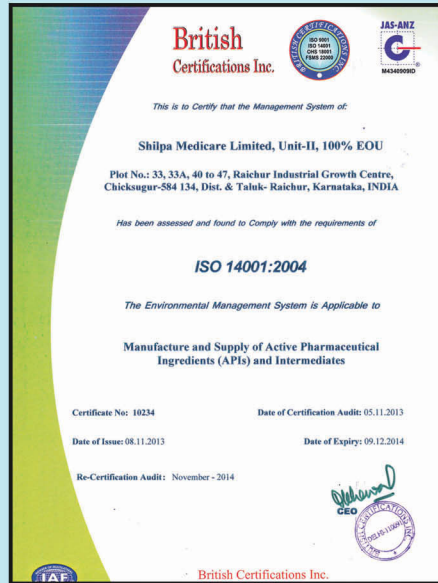 British
Certifications Inc.
BRITISH CERTIFICATIONS INC
ISO 9001
ISO 14001
OHS 18001
FSMS 22000
JAS-ANZ
M4340909ID
This is to Certify that the Management System of:
Shilpa Medicare Limited, Unit-II, 100% EOU
Plot No.: 33, 33A, 40 to 47, Raichur Industrial Growth Centre,
Chicksugur-584 134, Dist. & Taluk- Raichur, Karnataka, INDIA
Has been assessed and found to Comply with the requirements of
ISO 14001:2004
The Environmental Management System is Applicable to
Manufacture and Supply of Active Pharmaceutical
Ingredients (APIs) and Intermediates
Certificate No: 10234
Date of Certification Audit: 05.11.2013
Date of Issue: 08.11.2013
Date of Expiry: 09.12.2014
Re-Certification Audit: November - 2014
CEO
IAF
British Certifications Inc.